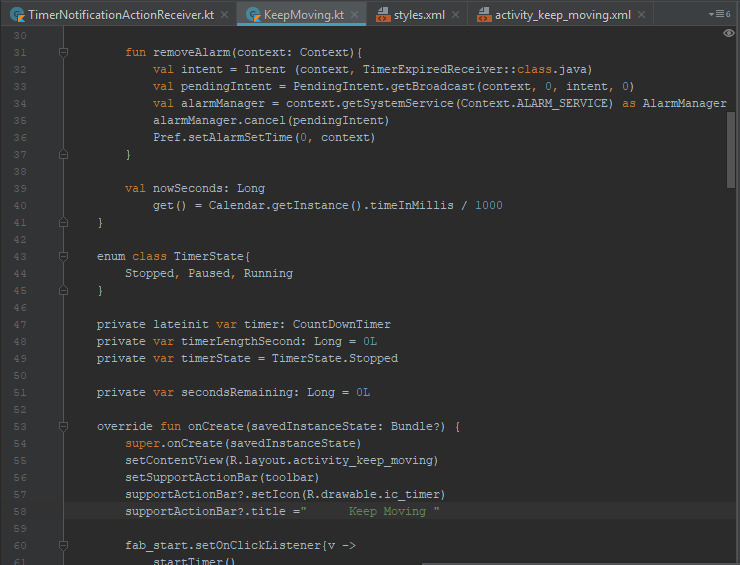 TimerNotificationActionReceiver.kt × KeepMoving.kt × styles.xml × activity_keep_moving.xml × 6
30
31 fun removeAlarm(context: Context){
32 val intent = Intent (context, TimerExpiredReceiver::class.java)
33 val pendingIntent = PendingIntent.getBroadcast(context, 0, intent, 0)
34 val alarmManager = context.getSystemService(Context.ALARM_SERVICE) as AlarmManager
35 alarmManager.cancel(pendingIntent)
36 Pref.setAlarmSetTime(0, context)
37 }
38
39 val nowSeconds: Long
40 get() = Calendar.getInstance().timeInMillis / 1000
41 }
42
43 enum class TimerState{
44 Stopped, Paused, Running
45 }
46
47 private lateinit var timer: CountDownTimer
48 private var timerLengthSecond: Long = 0L
49 private var timerState = TimerState.Stopped
50
51 private var secondsRemaining: Long = 0L
52
53 override fun onCreate(savedInstanceState: Bundle?) {
54 super.onCreate(savedInstanceState)
55 setContentView(R.layout.activity_keep_moving)
56 setSupportActionBar(toolbar)
57 supportActionBar?.setIcon(R.drawable.ic_timer)
58 supportActionBar?.title ="      Keep Moving "
59
60 fab_start.setOnClickListener{v ->
61 startTimer()